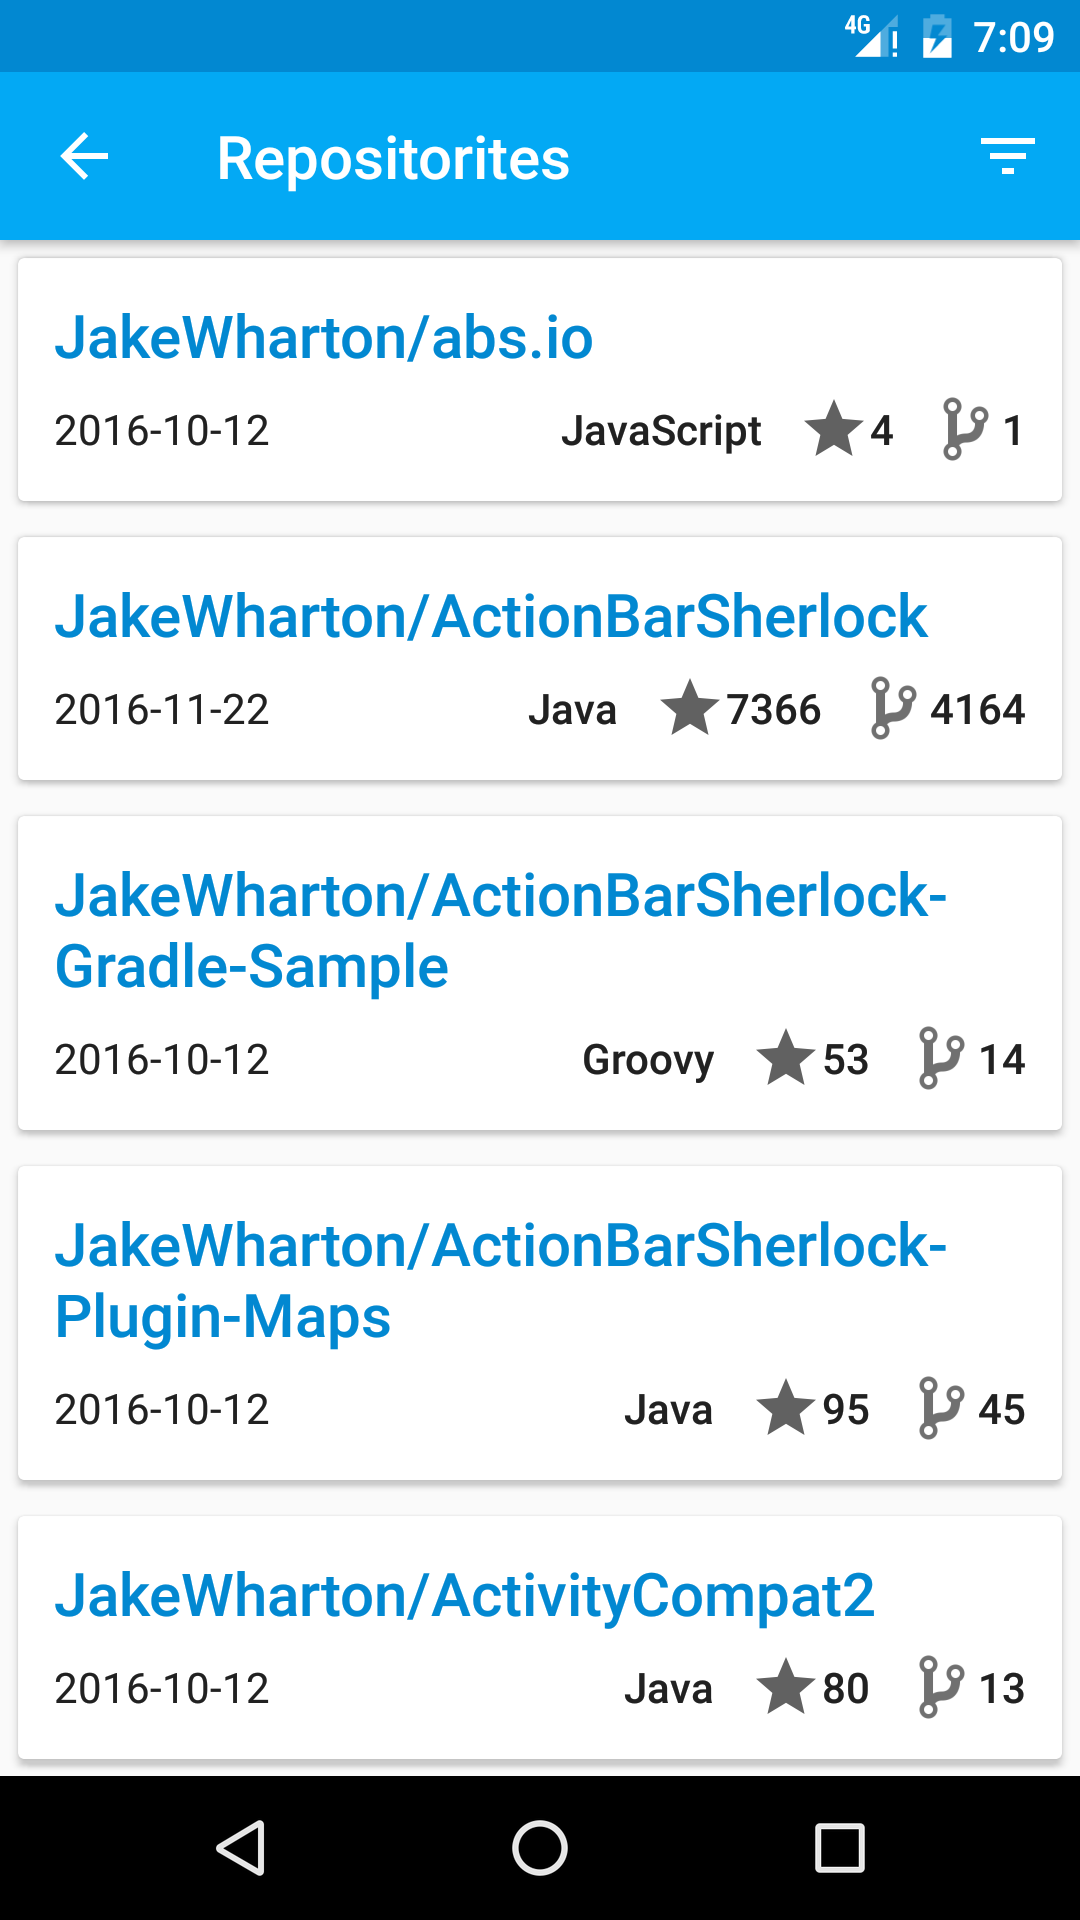 4G 7:09
Repositorites
JakeWharton/abs.io
2016-10-12 JavaScript 4 1
JakeWharton/ActionBarSherlock
2016-11-22 Java 7366 4164
JakeWharton/ActionBarSherlock-
Gradle-Sample
2016-10-12 Groovy 53 14
JakeWharton/ActionBarSherlock-
Plugin-Maps
2016-10-12 Java 95 45
JakeWharton/ActivityCompat2
2016-10-12 Java 80 13